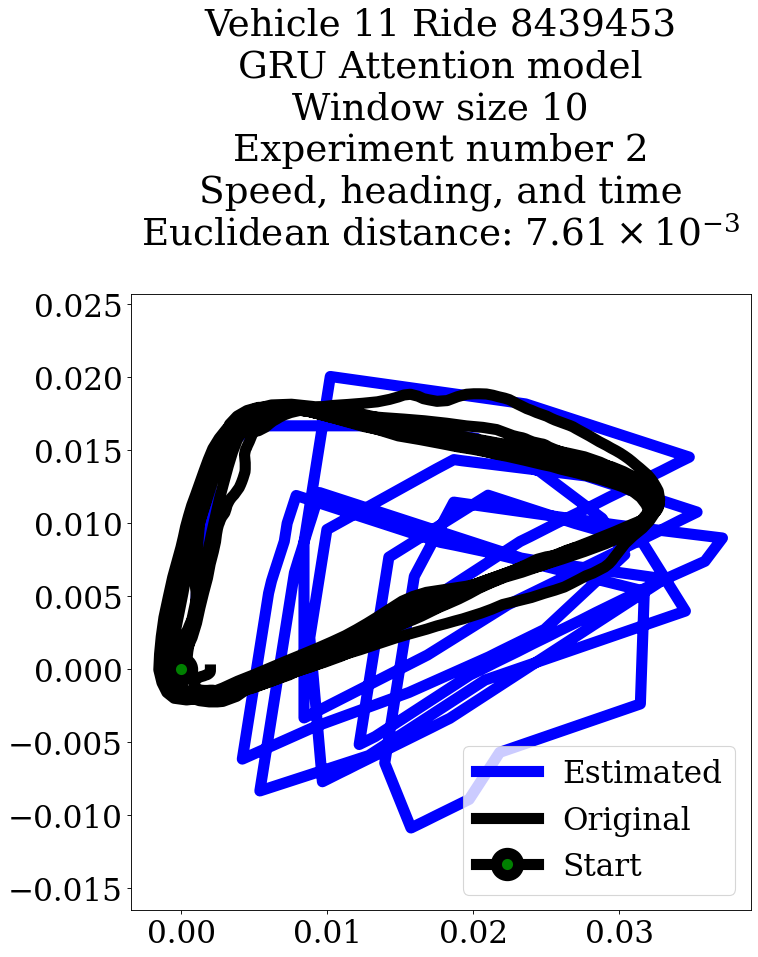 Vehicle 11 Ride 8439453
GRU Attention model
Window size 10
Experiment number 2
Speed, heading, and time
Euclidean distance: 7.61 × 10⁻³
0.025
0.020
0.015
0.010
0.005
0.000
−0.005
−0.010
−0.015
Estimated
Original
Start
0.00 0.01 0.02 0.03